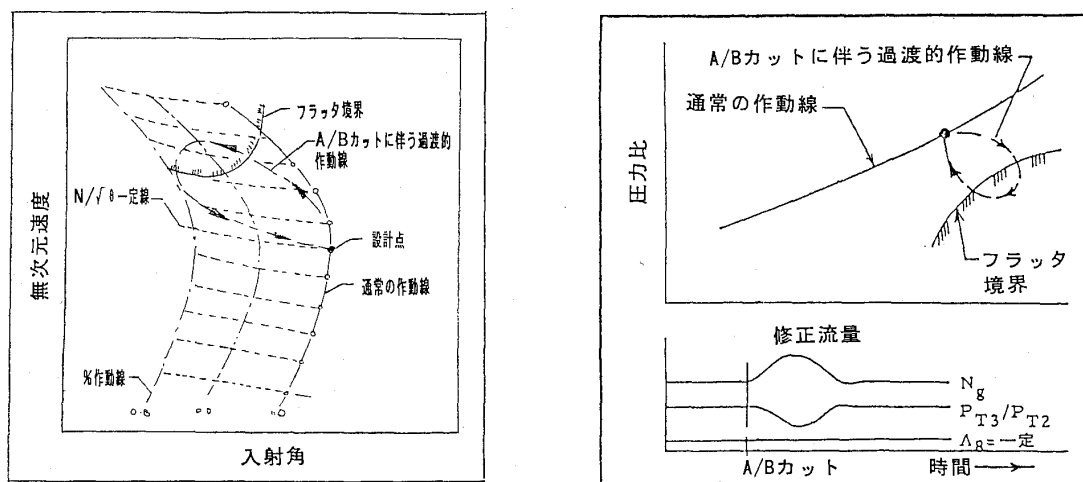 フラッタ境界
A/Bカットに伴う過渡的
作動線
N/√θ一定線
無次元速度
設計点
通常の作動線
%作動線
入射角
A/Bカットに伴う過渡的作動線
通常の作動線
圧力比
フラッタ
境界
修正流量
Ng
PT3/PT2
A8=一定
A/Bカット
時間